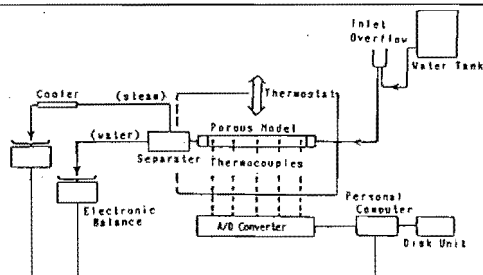 Inlet
Overflow
Water Tank
Cooler
(steam)
Thermostat
Porous Model
(water)
Separater
Thermocouples
Personal
Computer
Electronic
Balance
A/D Converter
Disk Unit